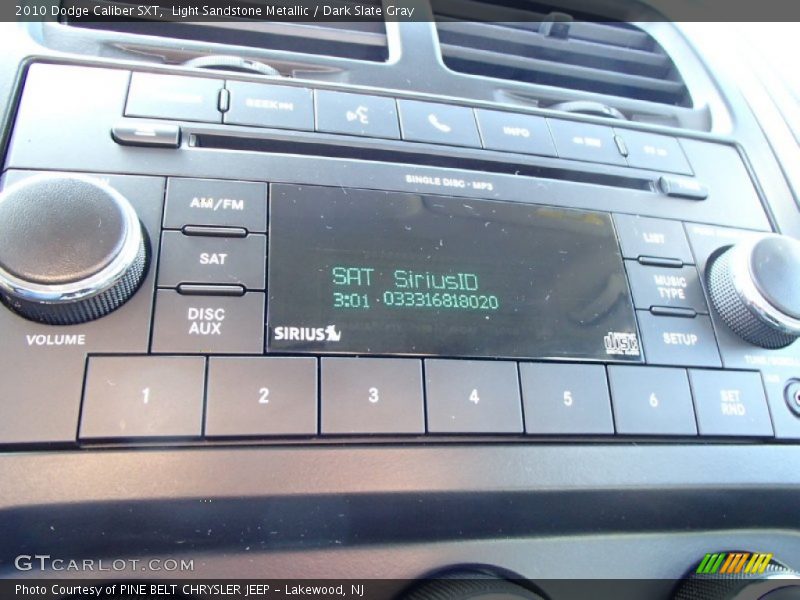 2010 Dodge Caliber SXT,  Light Sandstone Metallic / Dark Slate Gray
SEEK
INFO
SINGLE DISC · MP3
AM/FM
SAT
DISC
AUX
VOLUME
SAT SiriusID
3:01 033316818020
SIRIUS
disc
LIST
MUSIC
TYPE
SETUP
1
2
3
4
5
6
SET
RND
GTCARLOT.COM
Photo Courtesy of PINE BELT CHRYSLER JEEP - Lakewood, NJ